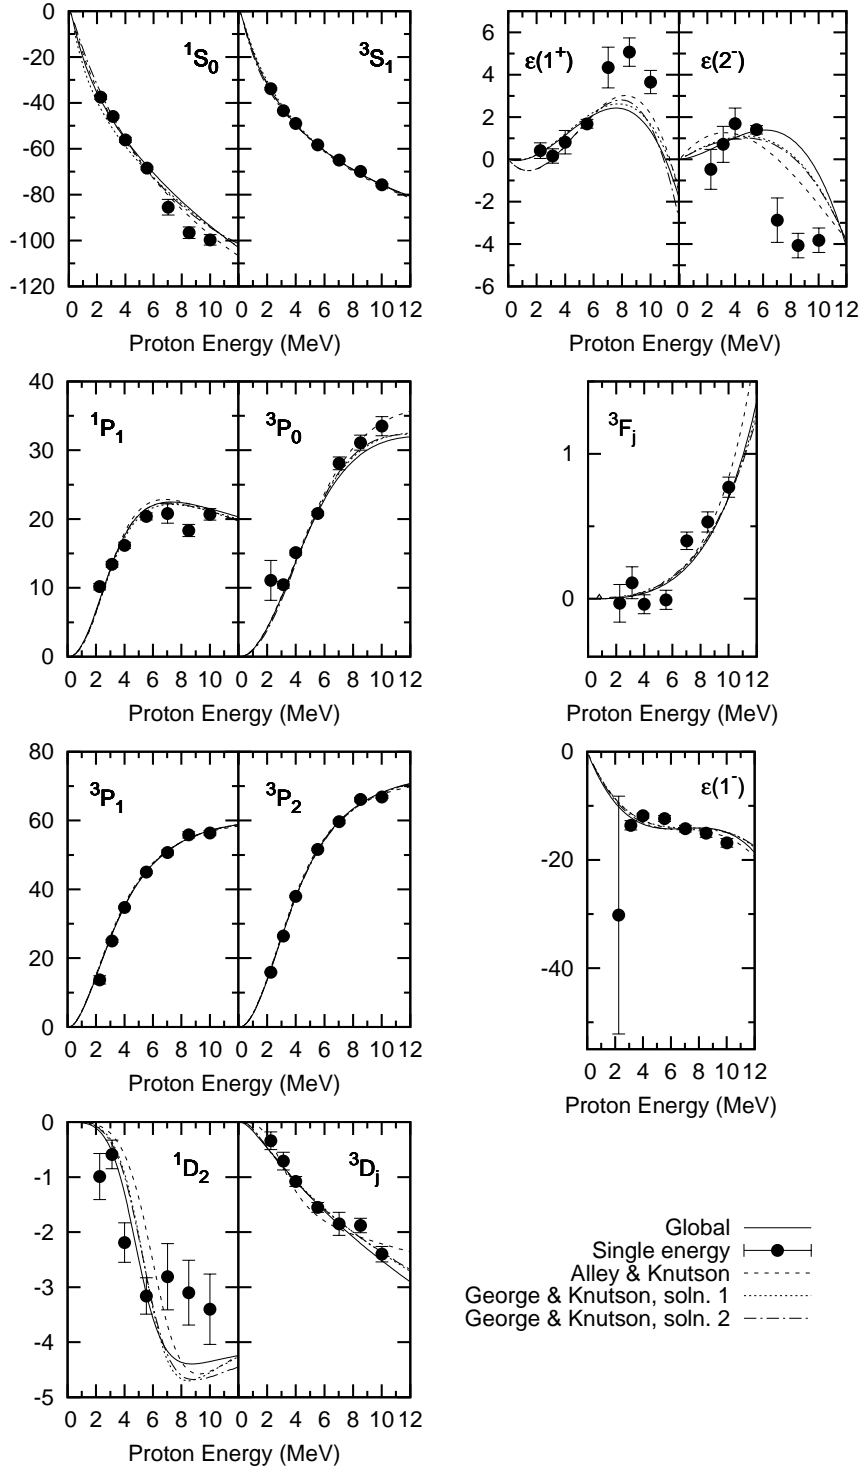 0
-20
-40
-60
-80
-100
-120
¹S₀
³S₁
0 2 4 6 8 10 0 2 4 6 8 10 12
Proton Energy (MeV)
6
4
2
0
-2
-4
-6
ε(1⁺)
ε(2⁻)
0 2 4 6 8 10 0 2 4 6 8 10 12
Proton Energy (MeV)
40
30
20
10
0
¹P₁
³P₀
0 2 4 6 8 10 0 2 4 6 8 10 12
Proton Energy (MeV)
1
0
³Fⱼ
0 2 4 6 8 10 12
Proton Energy (MeV)
80
60
40
20
0
³P₁
³P₂
0 2 4 6 8 10 0 2 4 6 8 10 12
Proton Energy (MeV)
0
-20
-40
ε(1⁻)
0 2 4 6 8 10 12
Proton Energy (MeV)
0
-1
-2
-3
-4
-5
¹D₂
³Dⱼ
0 2 4 6 8 10 0 2 4 6 8 10 12
Proton Energy (MeV)
Global
Single energy
Alley & Knutson
George & Knutson, soln. 1
George & Knutson, soln. 2